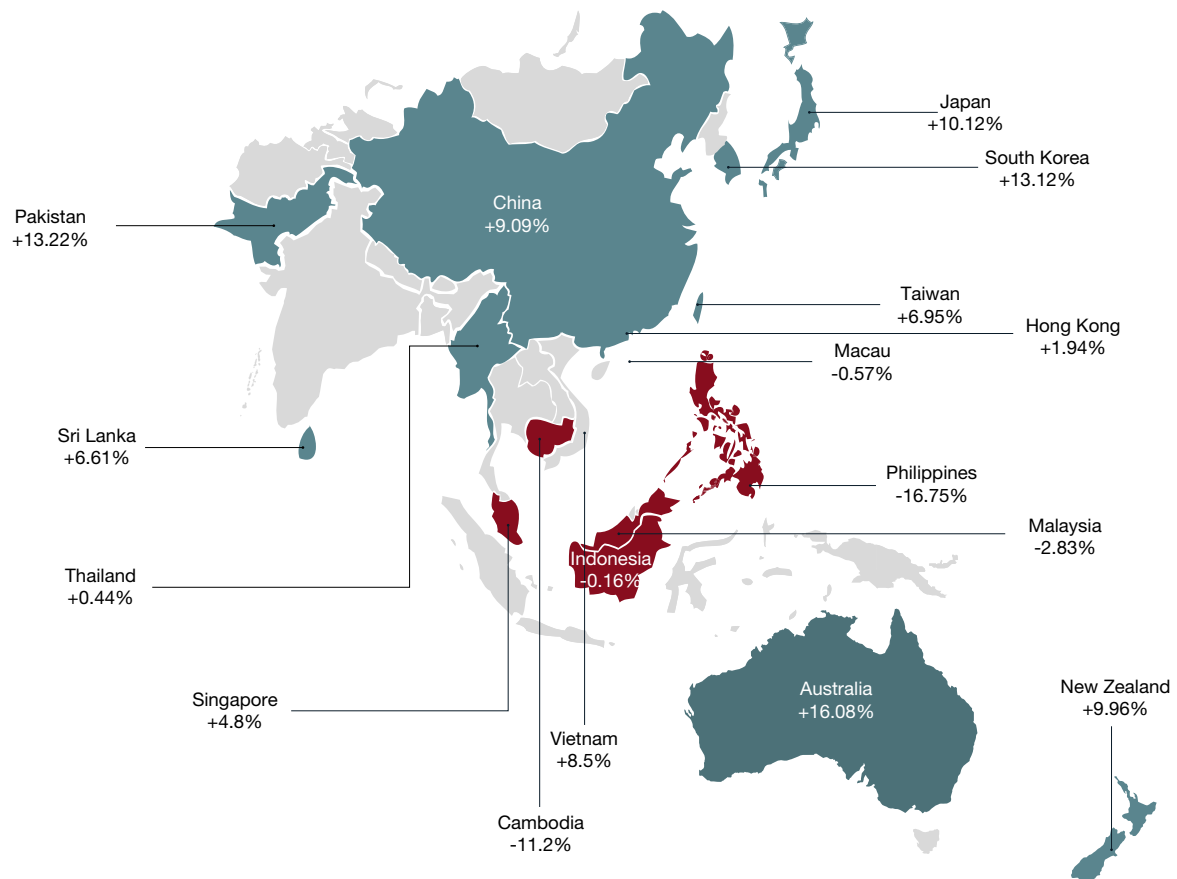 Japan
+10.12%
South Korea
+13.12%
China
+9.09%
Pakistan
+13.22%
Taiwan
+6.95%
Hong Kong
+1.94%
Macau
-0.57%
Sri Lanka
+6.61%
Philippines
-16.75%
Malaysia
-2.83%
Indonesia
-0.16%
Thailand
+0.44%
Singapore
+4.8%
Australia
+16.08%
New Zealand
+9.96%
Vietnam
+8.5%
Cambodia
-11.2%